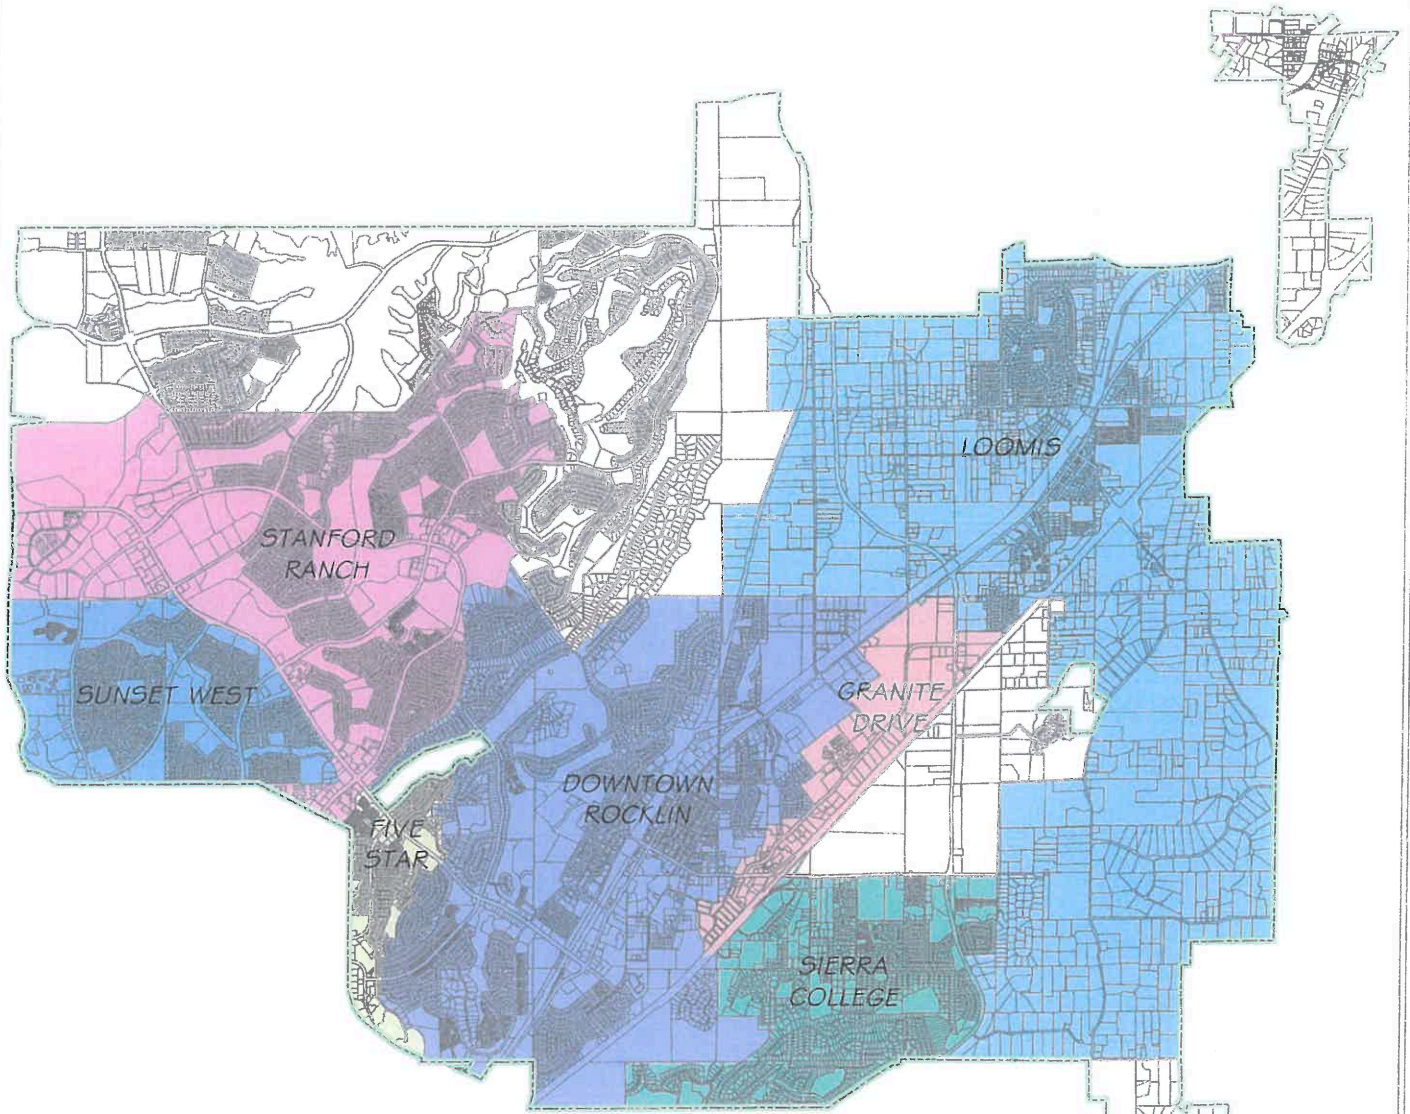 LOOMIS
STANFORD
RANCH
SUNSET WEST
GRANITE
DRIVE
DOWNTOWN
ROCKLIN
FIVE
STAR
SIERRA
COLLEGE